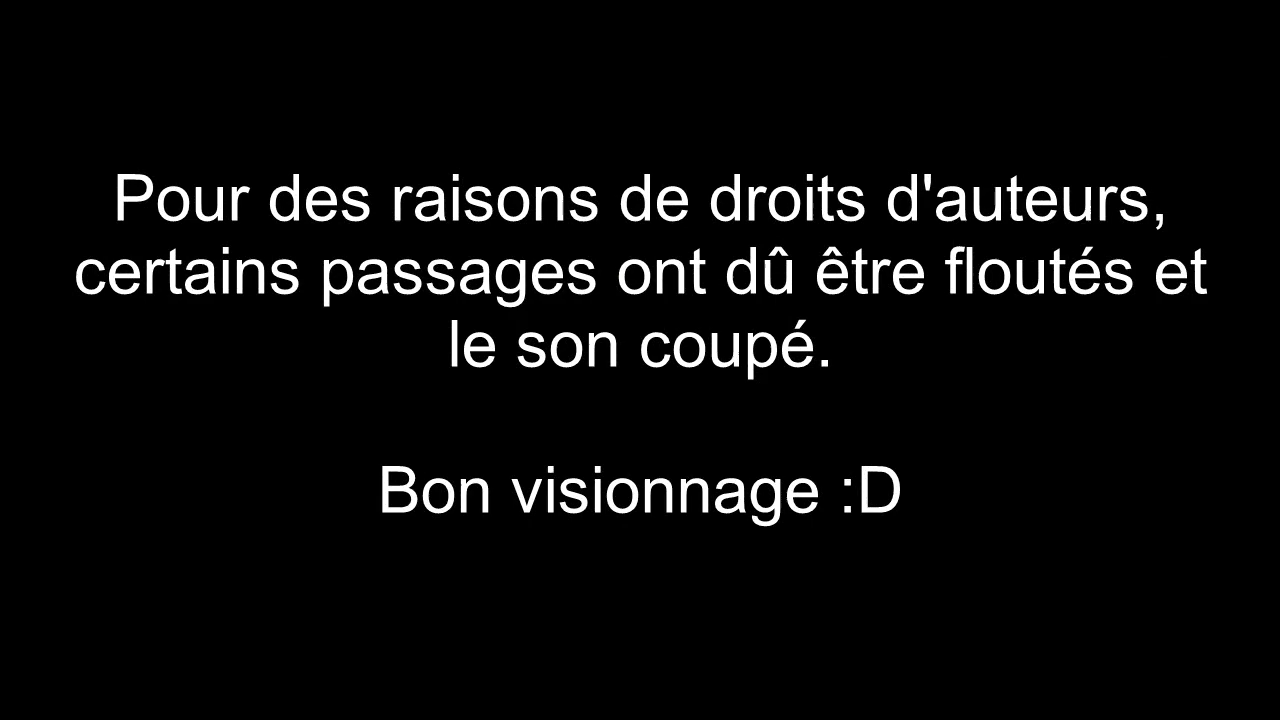 Pour des raisons de droits d'auteurs,
certains passages ont dû être floutés et
le son coupé.
Bon visionnage :D